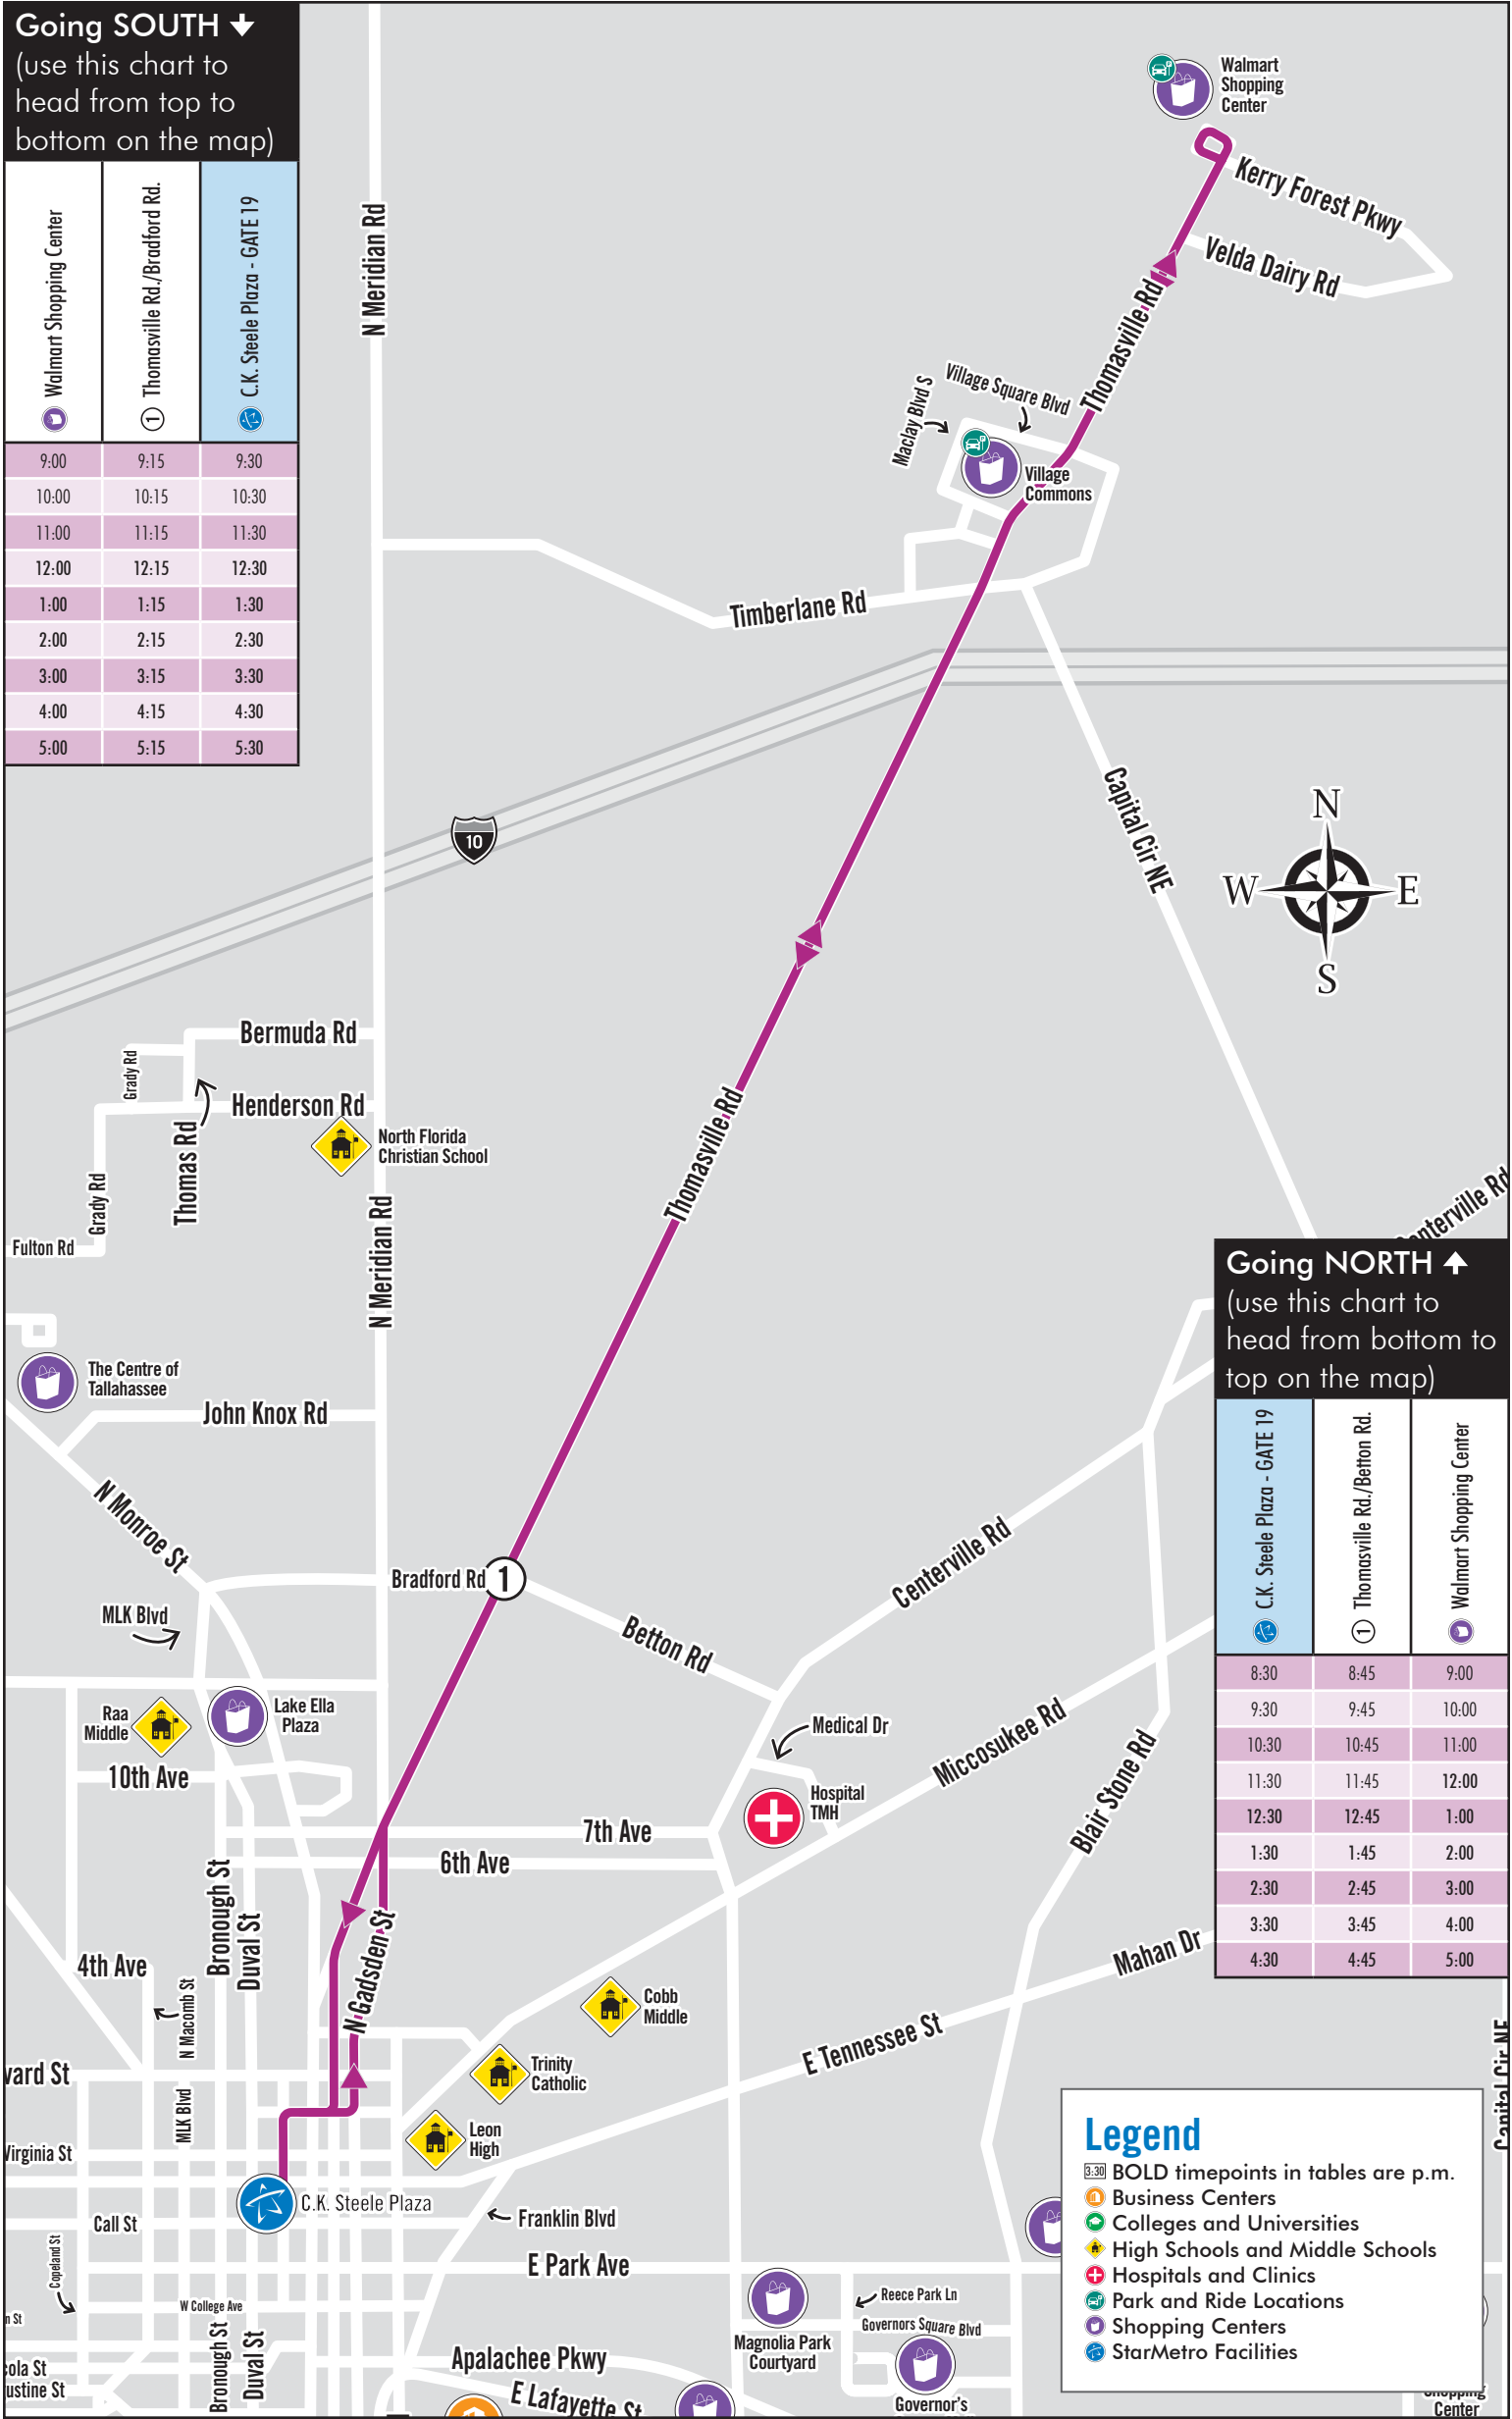 Going SOUTH
(use this chart to
head from top to
bottom on the map)
Walmart Shopping Center
1 Thomasville Rd./Bradford Rd.
C.K. Steele Plaza - GATE 19
9:00 9:15 9:30
10:00 10:15 10:30
11:00 11:15 11:30
12:00 12:15 12:30
1:00 1:15 1:30
2:00 2:15 2:30
3:00 3:15 3:30
4:00 4:15 4:30
5:00 5:15 5:30
Walmart
Shopping
Center
Kerry Forest Pkwy
Velda Dairy Rd
N Meridian Rd
Thomasville Rd
Village Square Blvd
Maclay Blvd S
Village
Commons
Timberlane Rd
10
Capital Cir NE
N
W E
S
Bermuda Rd
Grady Rd
Henderson Rd
Thomas Rd
North Florida
Christian School
Grady Rd
Fulton Rd
N Meridian Rd
Thomasville Rd
The Centre of
Tallahassee
John Knox Rd
N Monroe St
Going NORTH
(use this chart to
head from bottom to
top on the map)
C.K. Steele Plaza - GATE 19
1 Thomasville Rd./Betton Rd.
Walmart Shopping Center
8:30 8:45 9:00
9:30 9:45 10:00
10:30 10:45 11:00
11:30 11:45 12:00
12:30 12:45 1:00
1:30 1:45 2:00
2:30 2:45 3:00
3:30 3:45 4:00
4:30 4:45 5:00
Bradford Rd
1
Centerville Rd
MLK Blvd
Betton Rd
Raa
Middle
Lake Ella
Plaza
Medical Dr
Miccosukee Rd
10th Ave
Hospital
TMH
Blair Stone Rd
7th Ave
6th Ave
Bronough St
Duval St
N Gadsden St
4th Ave
N Macomb St
Mahan Dr
Cobb
Middle
E Tennessee St
Trinity
Catholic
vard St
MLK Blvd
Leon
High
Virginia St
C.K. Steele Plaza
Call St
Franklin Blvd
Copeland St
E Park Ave
W College Ave
n St
Reece Park Ln
Governors Square Blvd
Magnolia Park
Courtyard
Bronough St
Duval St
Apalachee Pkwy
cola St
ustine St
E Lafayette St
Governor's
Capital Cir NE
Legend
3:30 BOLD timepoints in tables are p.m.
Business Centers
Colleges and Universities
High Schools and Middle Schools
Hospitals and Clinics
Park and Ride Locations
Shopping Centers
StarMetro Facilities
Center